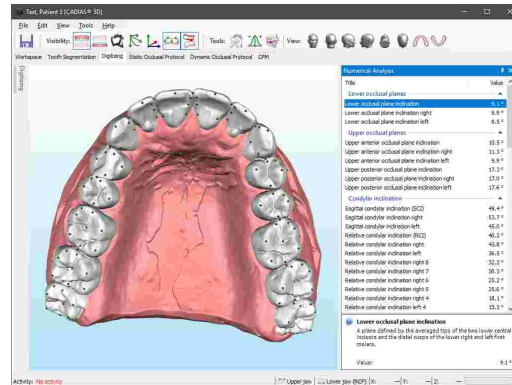 Test, Patient 3 [CADIAS® 3D]
File Edit View Tools Help
Visibility: Tools: View:
Workspace Tooth Segmentation Digitizing Static Occlusal Protocol Dynamic Occlusal Protocol CPM
Digitizing
Numerical Analysis
Title Value
Lower occlusal planes
Lower occlusal plane inclination 9.1 °
Lower occlusal plane inclination right 9.9 °
Lower occlusal plane inclination left 8.5 °
Upper occlusal planes
Upper anterior occlusal plane inclination 10.5 °
Upper anterior occlusal plane inclination right 11.3 °
Upper anterior occlusal plane inclination left 9.9 °
Upper posterior occlusal plane inclination 17.3 °
Upper posterior occlusal plane inclination right 17.0 °
Upper posterior occlusal plane inclination left 17.6 °
Condylar inclination
Sagittal condylar inclination (SCI) 49.4 °
Sagittal condylar inclination right 53.7 °
Sagittal condylar inclination left 45.0 °
Relative condylar inclination (RCI) 40.2 °
Relative condylar inclination right 43.8 °
Relative condylar inclination left 36.5 °
Relative condylar inclination right 8 32.2 °
Relative condylar inclination right 7 30.3 °
Relative condylar inclination right 6 25.2 °
Relative condylar inclination right 5 25.6 °
Relative condylar inclination right 4 18.1 °
Relative condylar inclination left 4 13.3 °
Lower occlusal plane inclination
A plane defined by the averaged tips of the two lower central
incisors and the distal cusps of the lower right and left first
molars.
Value: 9.1 °
Activity: No activity Upper jaw Lower jaw (RCP) X: — Y: — Z: —